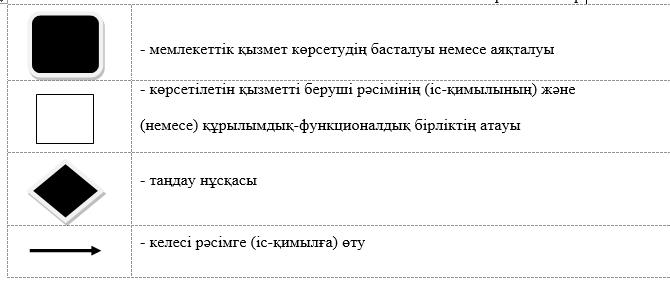 - мемлекеттік қызмет көрсетудің басталуы немесе аяқталуы
- көрсетілетін қызметті беруші рәсімінің (іс-қимылының) және
(немесе) құрылымдық-функционалдық бірліктің атауы
- таңдау нұсқасы
- келесі рәсімге (іс-қимылға) өту